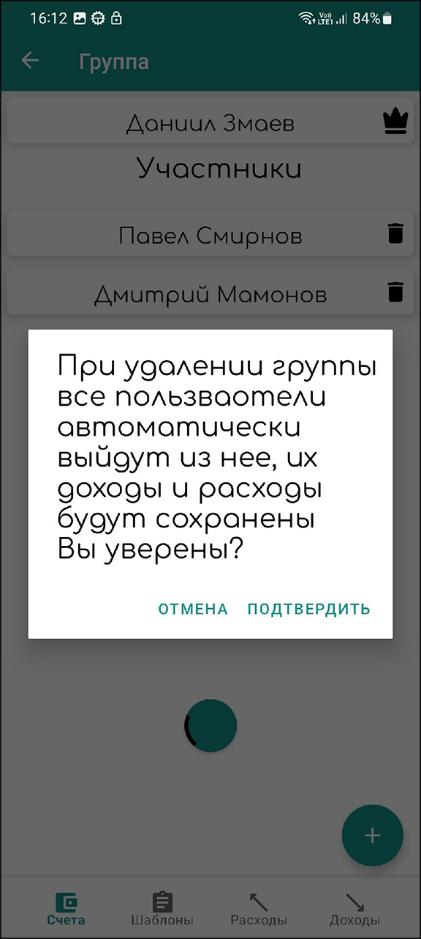 16:12 84%
Группа
Даниил Змаев
Участники
Павел Смирнов
Дмитрий Мамонов
При удалении группы
все пользваотели
автоматически
выйдут из нее, их
доходы и расходы
будут сохранены
Вы уверены?
ОТМЕНА ПОДТВЕРДИТЬ
Счета Шаблоны Расходы Доходы